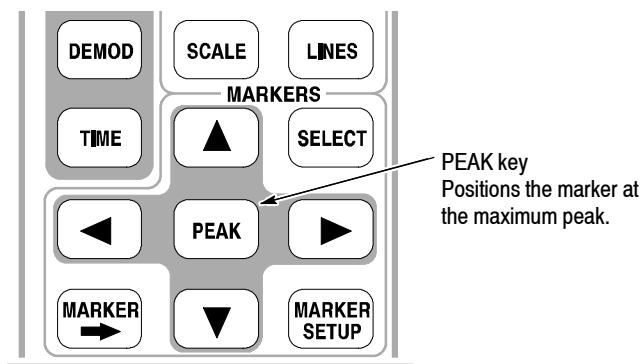 DEMOD
SCALE
LINES
MARKERS
TIME
SELECT
PEAK key
Positions the marker at
the maximum peak.
PEAK
MARKER
MARKER
SETUP